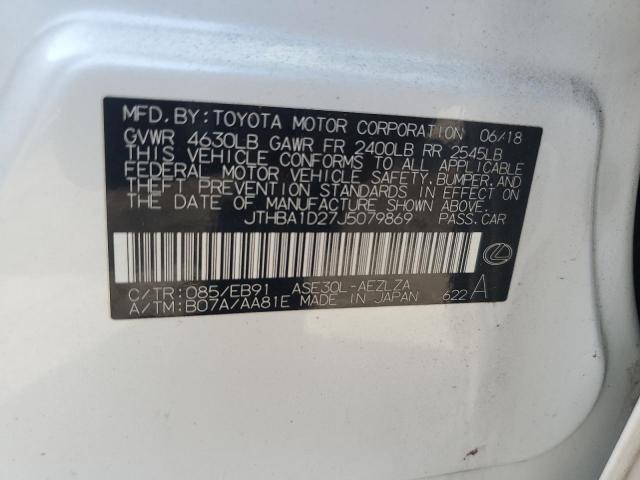 MFD. BY: TOYOTA MOTOR CORPORATION 06/18
GVWR 4630LB GAWR FR 2400LB RR 2545LB
THIS VEHICLE CONFORMS TO ALL APPLICABLE
FEDERAL MOTOR VEHICLE SAFETY, BUMPER, AND
THEFT PREVENTION STANDARDS IN EFFECT ON
THE DATE OF MANUFACTURE SHOWN ABOVE.
JTHBA1D27J5079869 PASS. CAR
C/TR: 085/EB91 ASE30L-AEZLZA
A/TM: B07A/AA81E MADE IN JAPAN 622 A